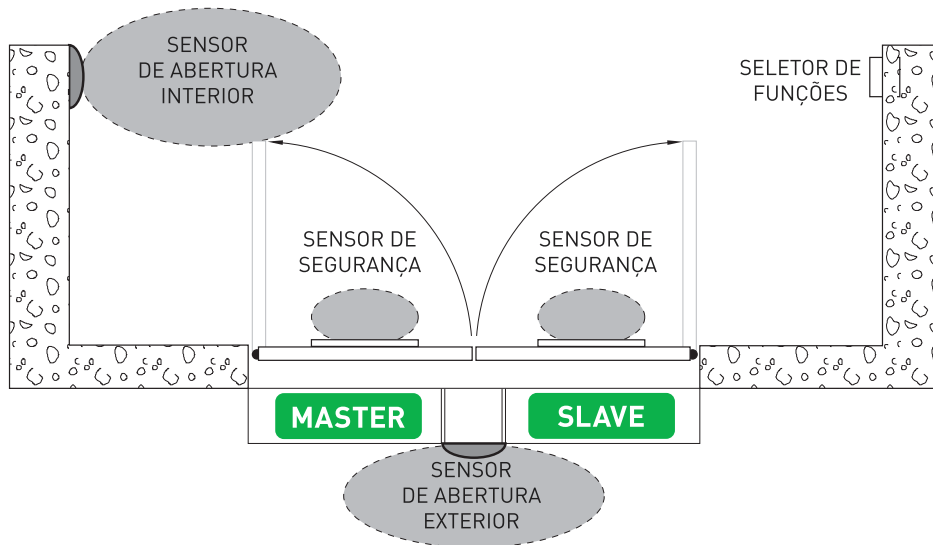 SENSOR
DE ABERTURA
INTERIOR
SELETOR DE
FUNÇÕES
SENSOR DE
SEGURANÇA
SENSOR DE
SEGURANÇA
MASTER
SLAVE
SENSOR
DE ABERTURA
EXTERIOR